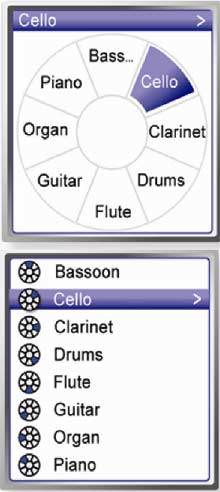 Cello >
Bass...
Cello
Clarinet
Drums
Flute
Guitar
Organ
Piano
Bassoon
Cello >
Clarinet
Drums
Flute
Guitar
Organ
Piano